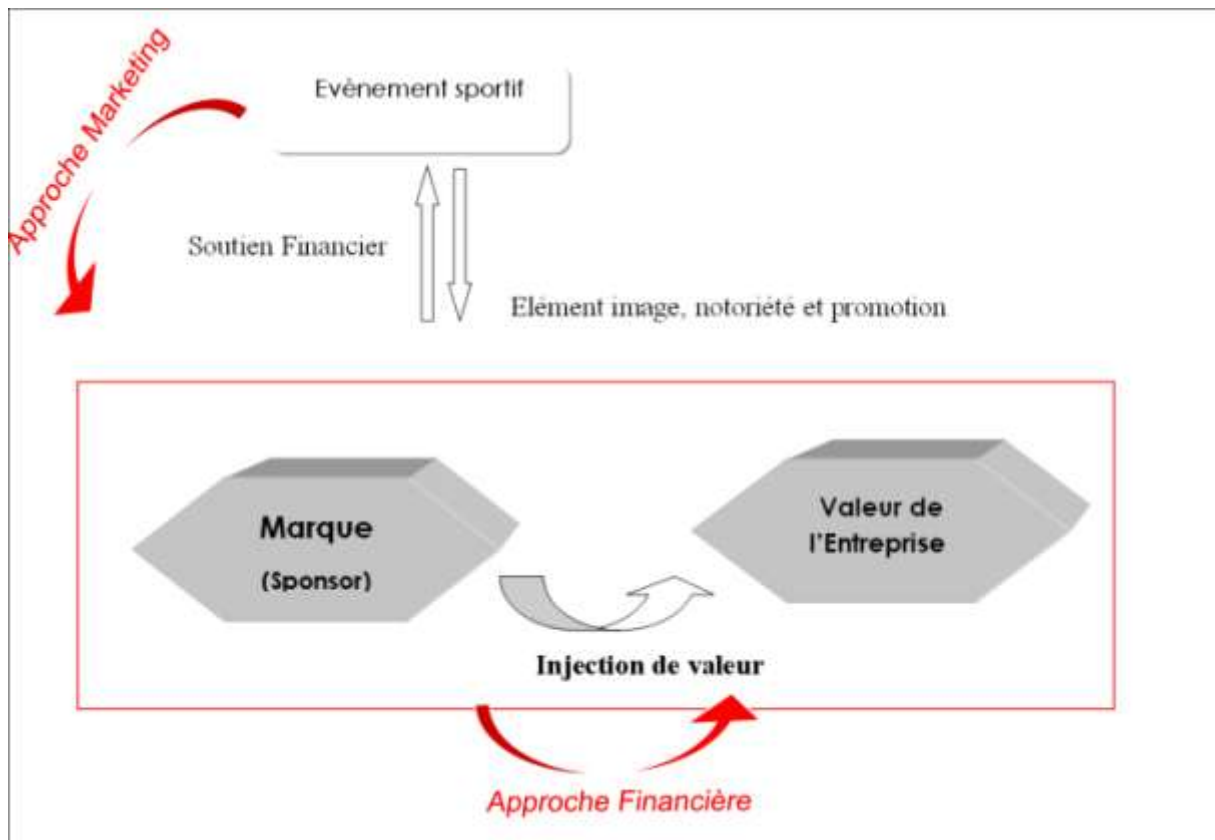 Approche Marketing
Evènement sportif
Soutien Financier
Elément image, notoriété et promotion
Marque
(Sponsor)
Valeur de
l'Entreprise
Injection de valeur
Approche Financière